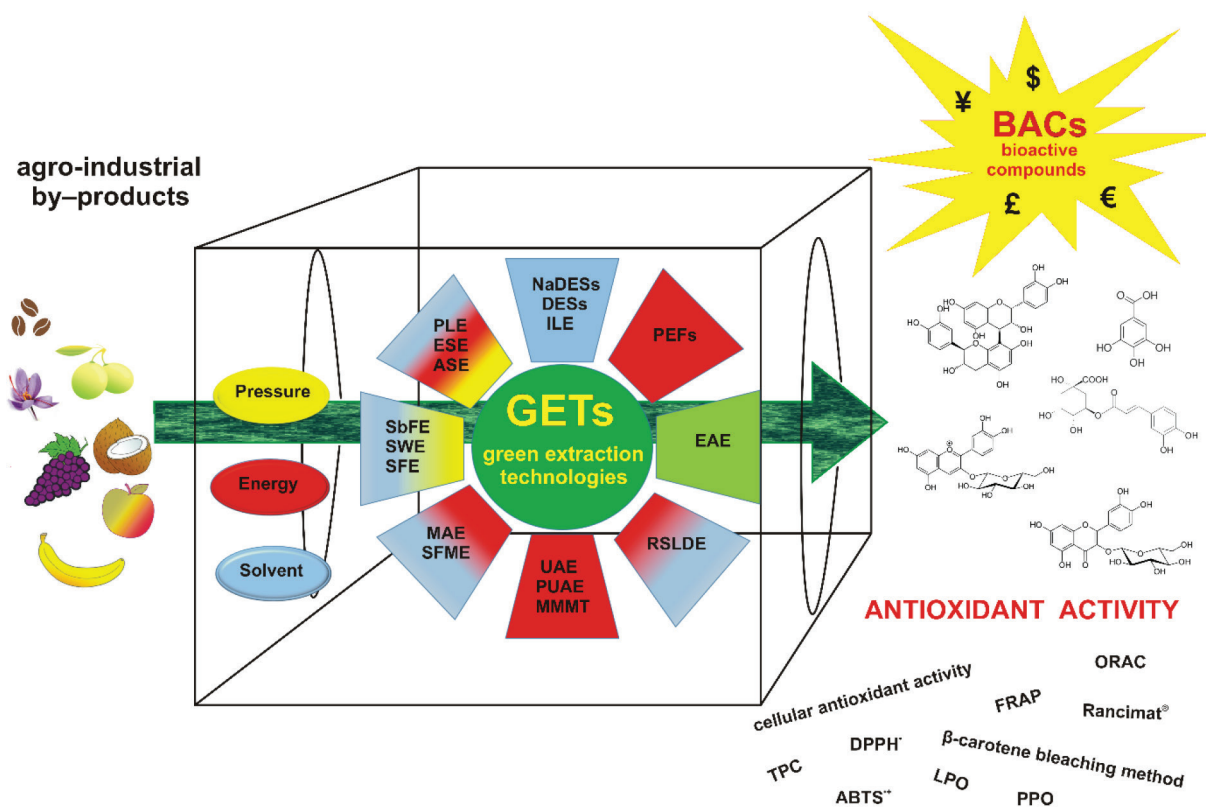 agro-industrial
by–products
¥
$
BACs
bioactive
compounds
£
€
Pressure
Energy
Solvent
NaDESs
DESs
ILE
PLE
ESE
ASE
PEFs
SbFE
SWE
SFE
GETs
green extraction
technologies
EAE
MAE
SFME
UAE
PUAE
MMMT
RSLDE
ANTIOXIDANT ACTIVITY
ORAC
cellular antioxidant activity
FRAP
Rancimat®
DPPH·
β-carotene bleaching method
TPC
LPO
ABTS·+
PPO